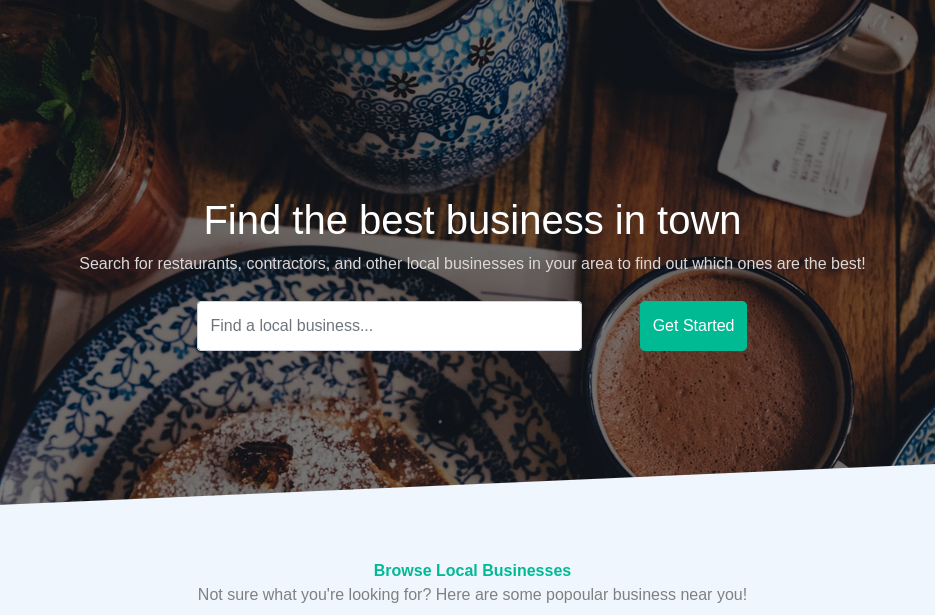 Find the best business in town
Search for restaurants, contractors, and other local businesses in your area to find out which ones are the best!
Find a local business...
Get Started
Browse Local Businesses
Not sure what you're looking for? Here are some popoular business near you!